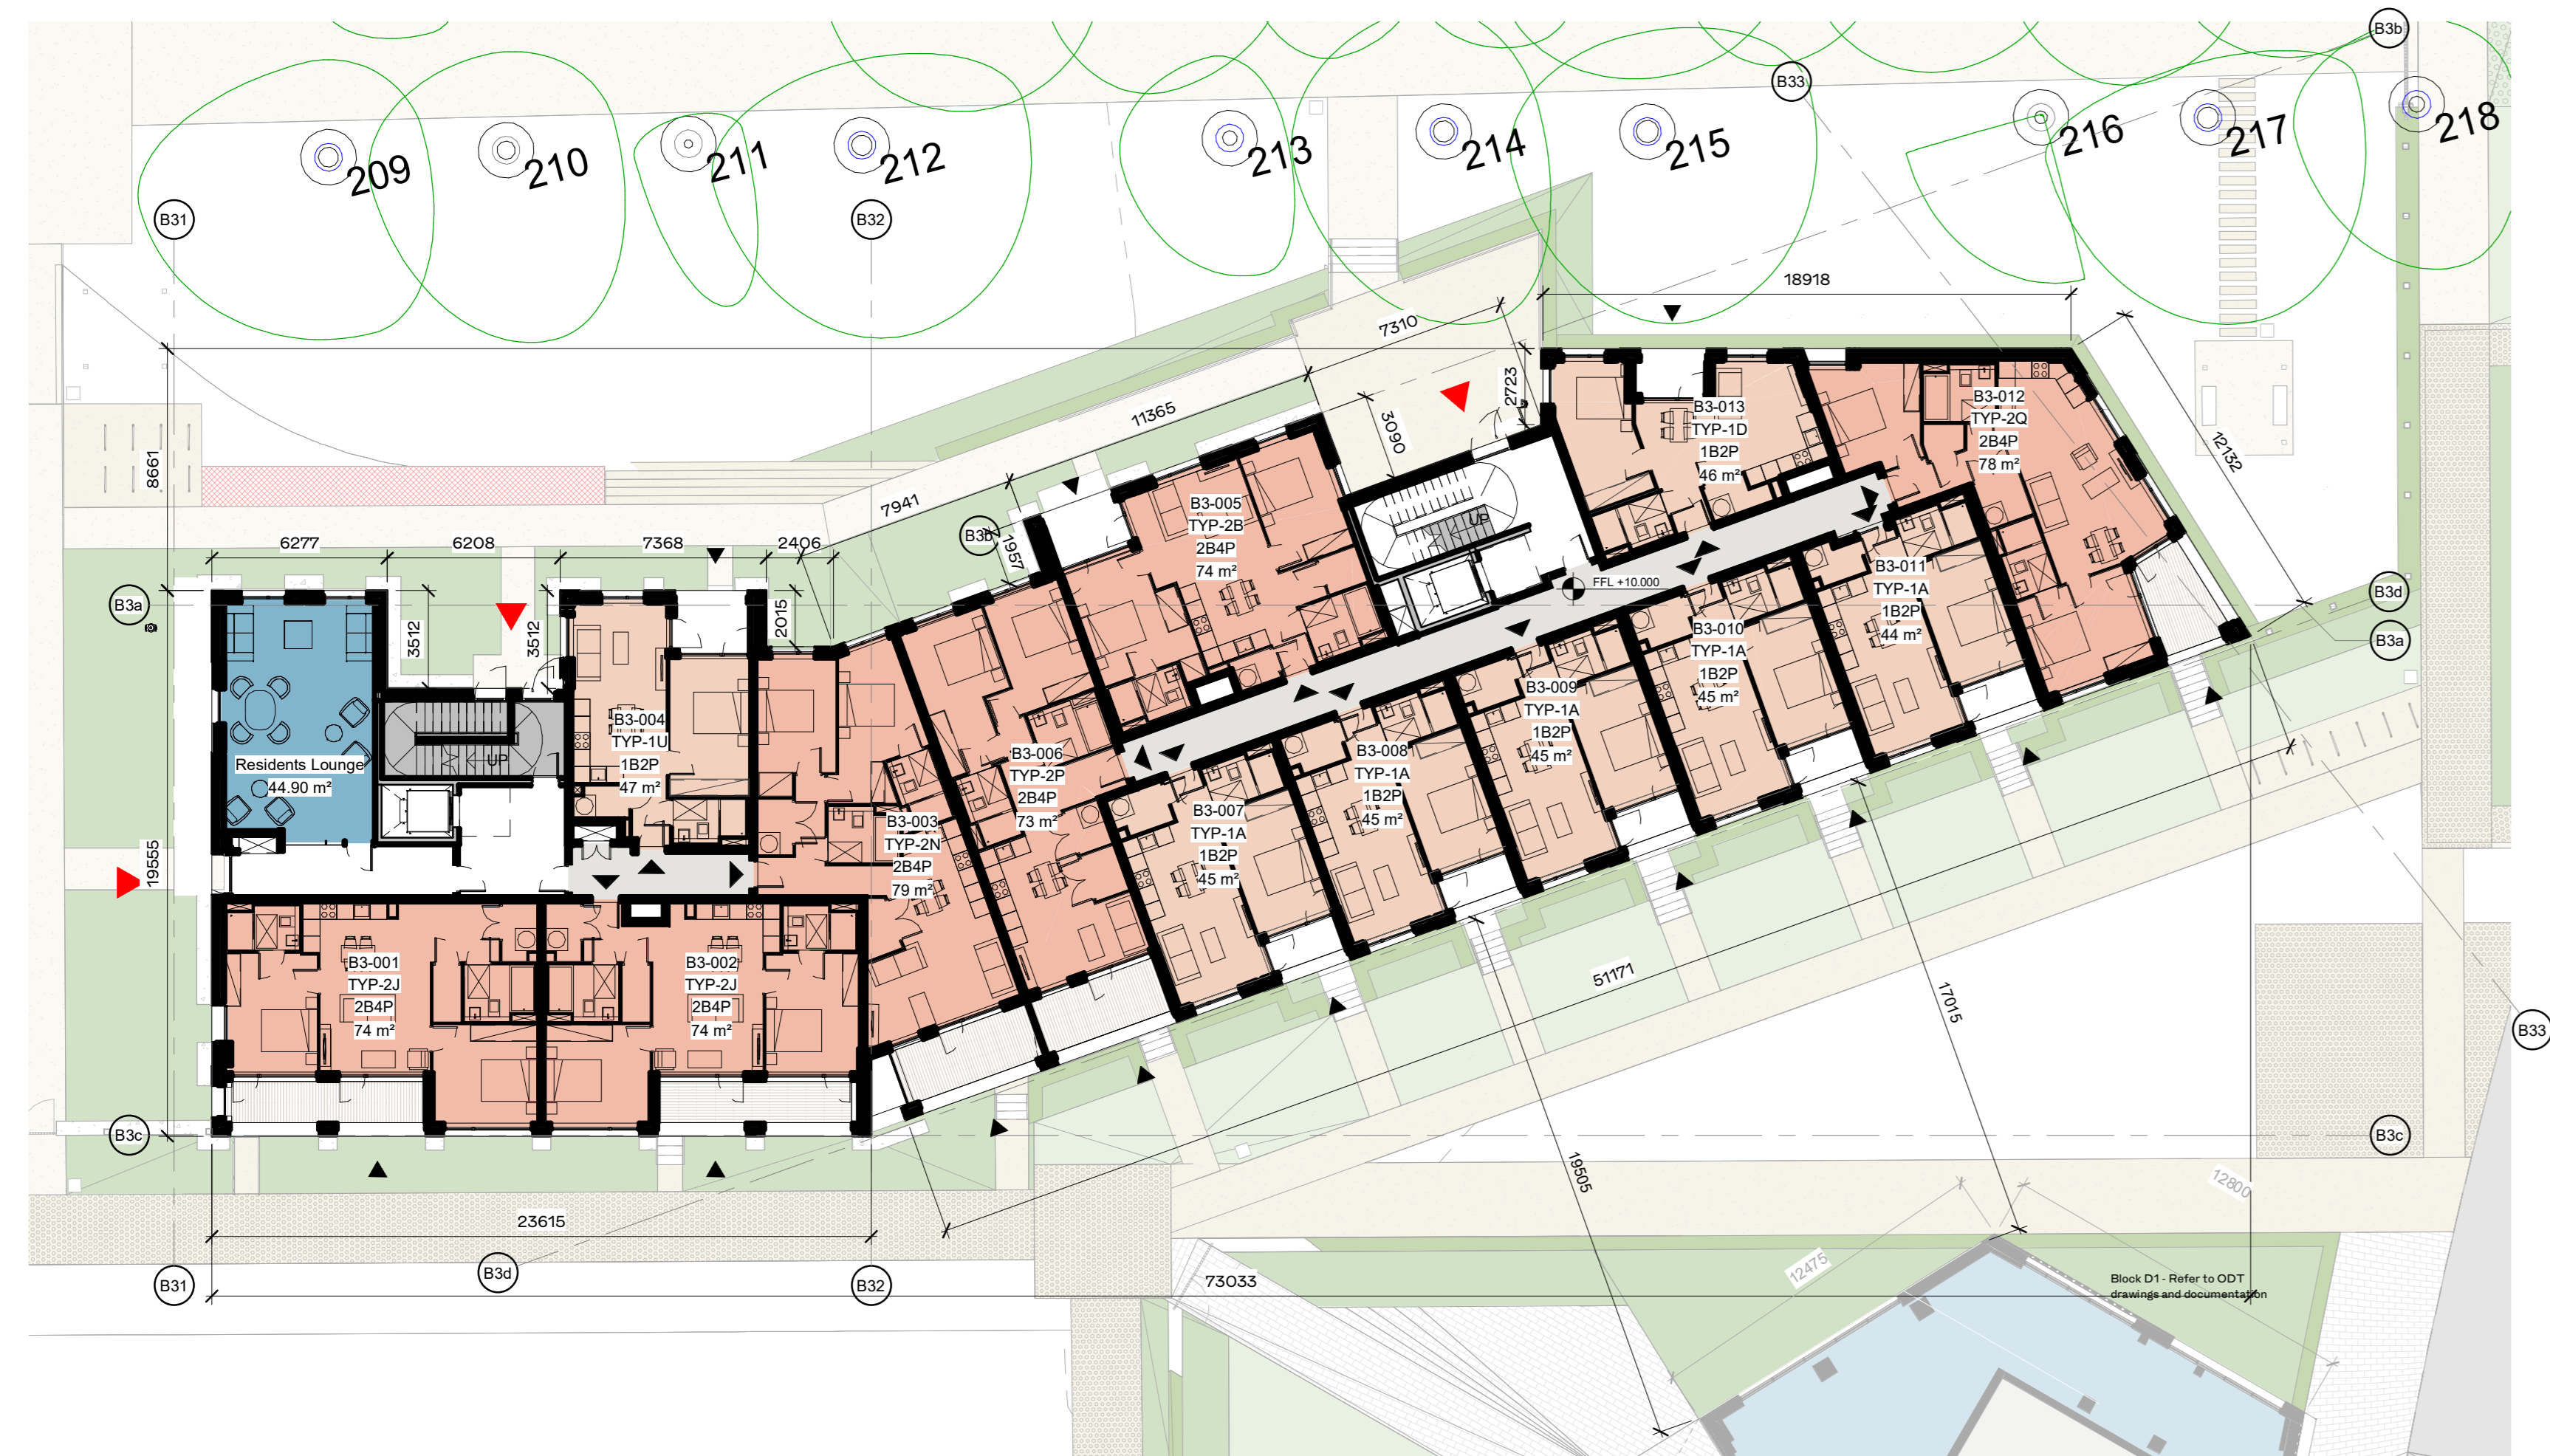 B3b
B33
209
210
211
212
213
214
215
216
217
218
B31
B32
18918
7310
2723
11365
3090
12132
8661
7941
B3b
1957
6277
6208
7368
2406
B3a
3512
3512
2015
B3d
B3a
B3-013
TYP-1D
1B2P
46 m²
B3-012
TYP-2Q
2B4P
78 m²
B3-005
TYP-2B
2B4P
74 m²
UP
FFL +10.000
B3-011
TYP-1A
1B2P
44 m²
B3-010
TYP-1A
1B2P
45 m²
B3-009
TYP-1A
1B2P
45 m²
B3-008
TYP-1A
1B2P
45 m²
B3-007
TYP-1A
1B2P
45 m²
B3-006
TYP-2P
2B4P
73 m²
B3-004
TYP-1U
1B2P
47 m²
UP
Residents Lounge
44.90 m²
B3-003
TYP-2N
2B4P
79 m²
19555
B3-001
TYP-2J
2B4P
74 m²
B3-002
TYP-2J
2B4P
74 m²
51171
17015
B33
B3c
B3c
19505
12800
23615
B31
B3d
B32
73033
12475
Block D1 - Refer to ODT
drawings and documentation